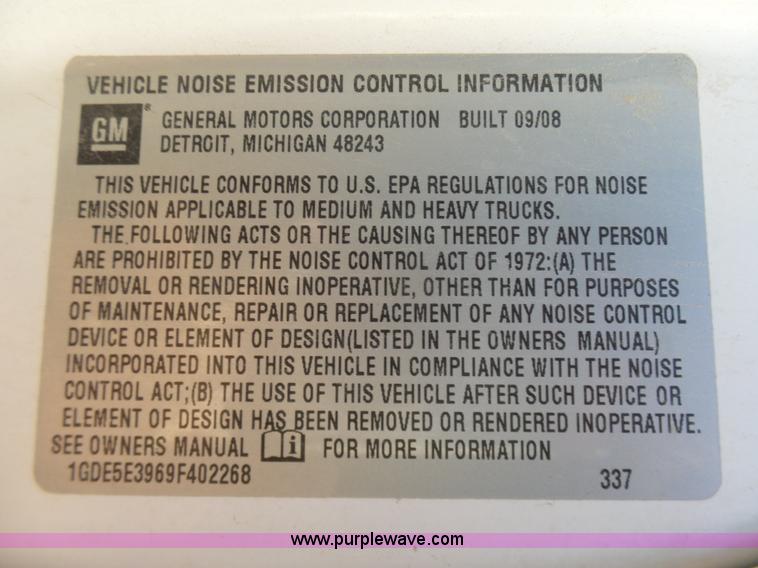 VEHICLE NOISE EMISSION CONTROL INFORMATION
GM ® GENERAL MOTORS CORPORATION BUILT 09/08
DETROIT, MICHIGAN 48243
THIS VEHICLE CONFORMS TO U.S. EPA REGULATIONS FOR NOISE
EMISSION APPLICABLE TO MEDIUM AND HEAVY TRUCKS.
THE FOLLOWING ACTS OR THE CAUSING THEREOF BY ANY PERSON
ARE PROHIBITED BY THE NOISE CONTROL ACT OF 1972:(A) THE
REMOVAL OR RENDERING INOPERATIVE, OTHER THAN FOR PURPOSES
OF MAINTENANCE, REPAIR OR REPLACEMENT OF ANY NOISE CONTROL
DEVICE OR ELEMENT OF DESIGN(LISTED IN THE OWNERS MANUAL)
INCORPORATED INTO THIS VEHICLE IN COMPLIANCE WITH THE NOISE
CONTROL ACT;(B) THE USE OF THIS VEHICLE AFTER SUCH DEVICE OR
ELEMENT OF DESIGN HAS BEEN REMOVED OR RENDERED INOPERATIVE.
SEE OWNERS MANUAL i FOR MORE INFORMATION
1GDE5E3969F402268 337
www.purplewave.com